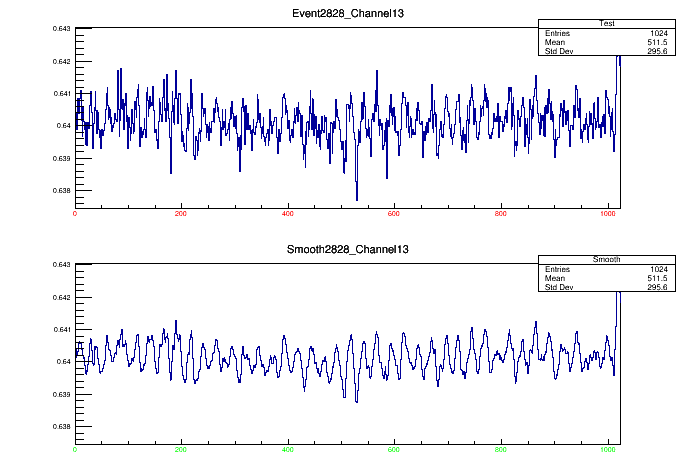 Event2828_Channel13
Test
Entries 1024
Mean 511.5
Std Dev 295.6
0.643
0.642
0.641
0.64
0.639
0.638
0 200 400 600 800 1000
Smooth2828_Channel13
Smooth
Entries 1024
Mean 511.5
Std Dev 295.6
0.643
0.642
0.641
0.64
0.639
0.638
0 200 400 600 800 1000